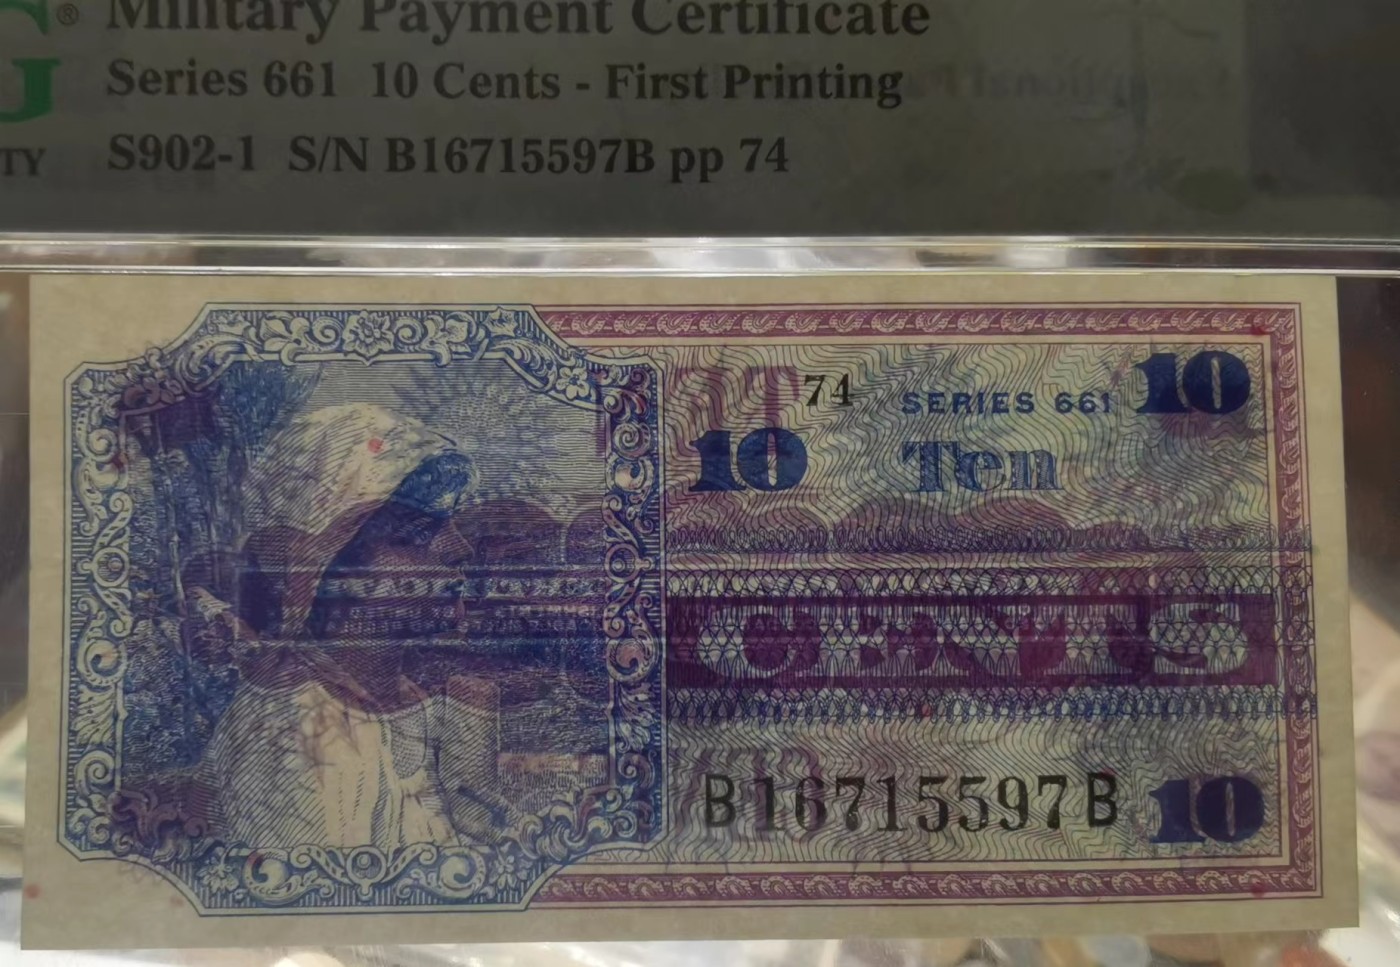 Military Payment Certificate
Series 661 10 Cents - First Printing
TY S902-1 S/N B16715597B pp 74
74 SERIES 661 10
10 Ten
CENTS
B16715597B 10